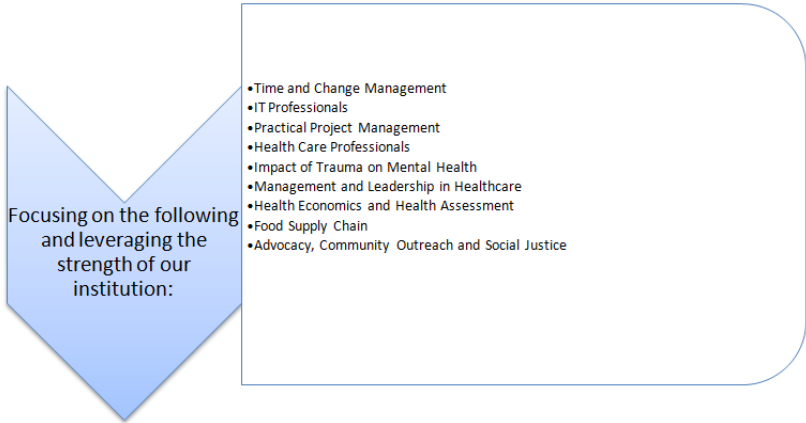 Focusing on the following
and leveraging the
strength of our
institution:
•Time and Change Management
•IT Professionals
•Practical Project Management
•Health Care Professionals
•Impact of Trauma on Mental Health
•Management and Leadership in Healthcare
•Health Economics and Health Assessment
•Food Supply Chain
•Advocacy, Community Outreach and Social Justice